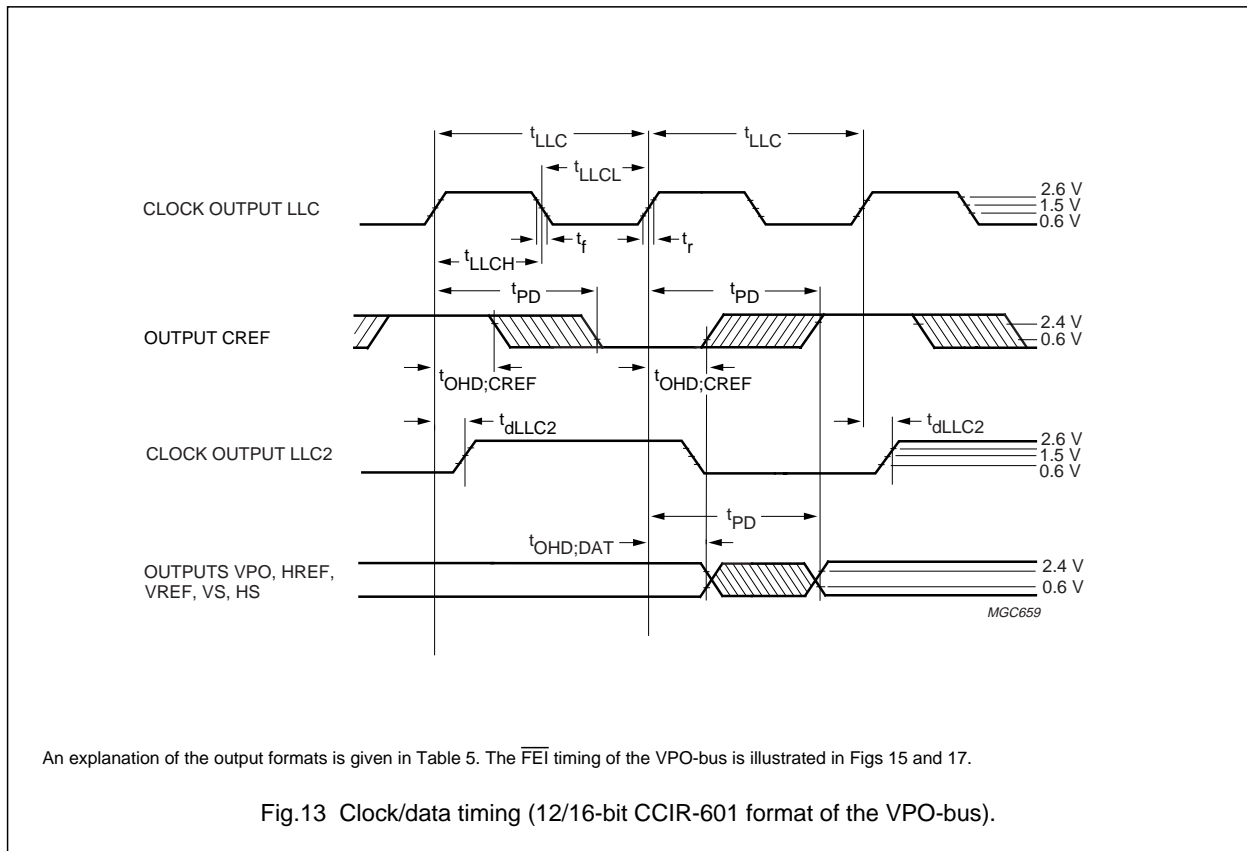 tLLC tLLC
tLLCL
CLOCK OUTPUT LLC
2.6 V
1.5 V
0.6 V
tf tr
tLLCH
tPD tPD
OUTPUT CREF
2.4 V
0.6 V
tOHD;CREF tOHD;CREF
tdLLC2 tdLLC2
CLOCK OUTPUT LLC2
2.6 V
1.5 V
0.6 V
tPD
tOHD;DAT
OUTPUTS VPO, HREF,
VREF, VS, HS
2.4 V
0.6 V
MGC659
An explanation of the output formats is given in Table 5. The F̅E̅I̅ timing of the VPO-bus is illustrated in Figs 15 and 17.
Fig.13 Clock/data timing (12/16-bit CCIR-601 format of the VPO-bus).